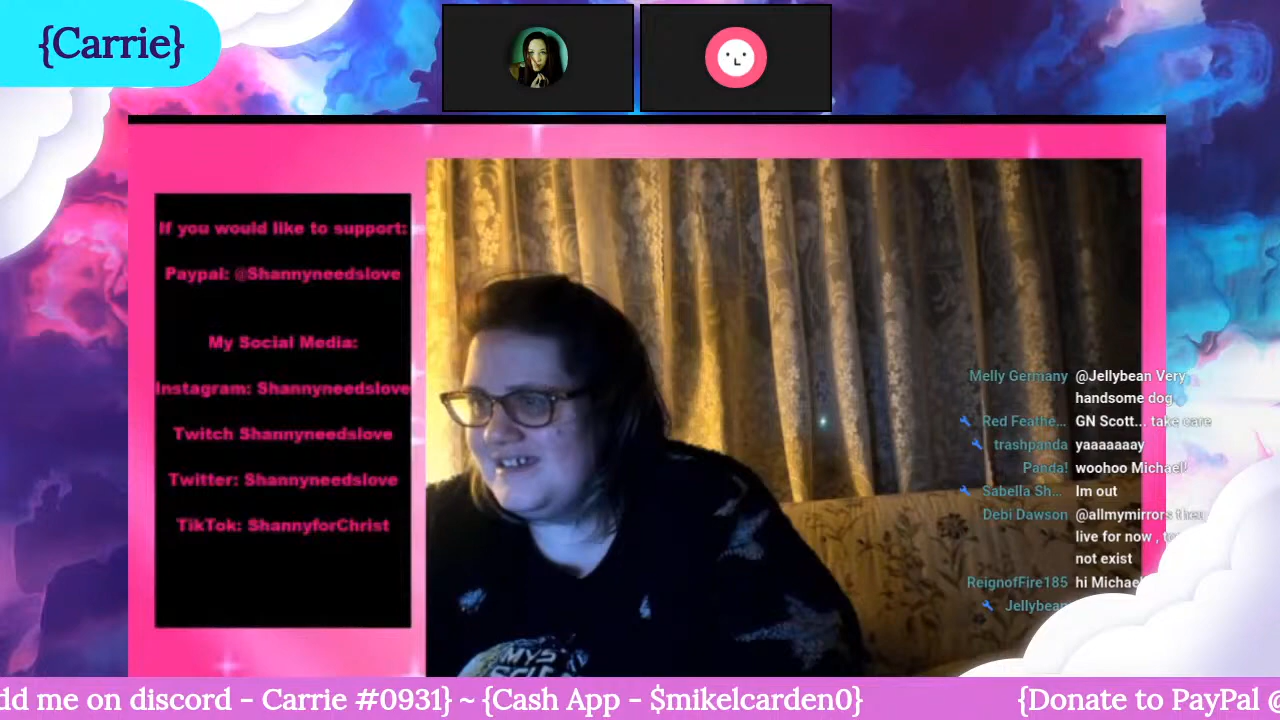 {Carrie}
If you would like to support:
Paypal: @Shannyneedslove
My Social Media:
Instagram: Shannyneedslove
Twitch Shannyneedslove
Twitter: Shannyneedslove
TikTok: ShannyforChrist
Melly Germany @Jellybean Very
handsome dog
Red Feathe... GN Scott... take care
trashpanda yaaaaaaay
Panda! woohoo Michael!
Sabella Sh... Im out
Debi Dawson @allmymirrors then
live for now ,
not exist
ReignofFire185 hi Michael
Jellybean
dd me on discord - Carrie #0931} ~ {Cash App - $mikelcarden0} {Donate to PayPal @